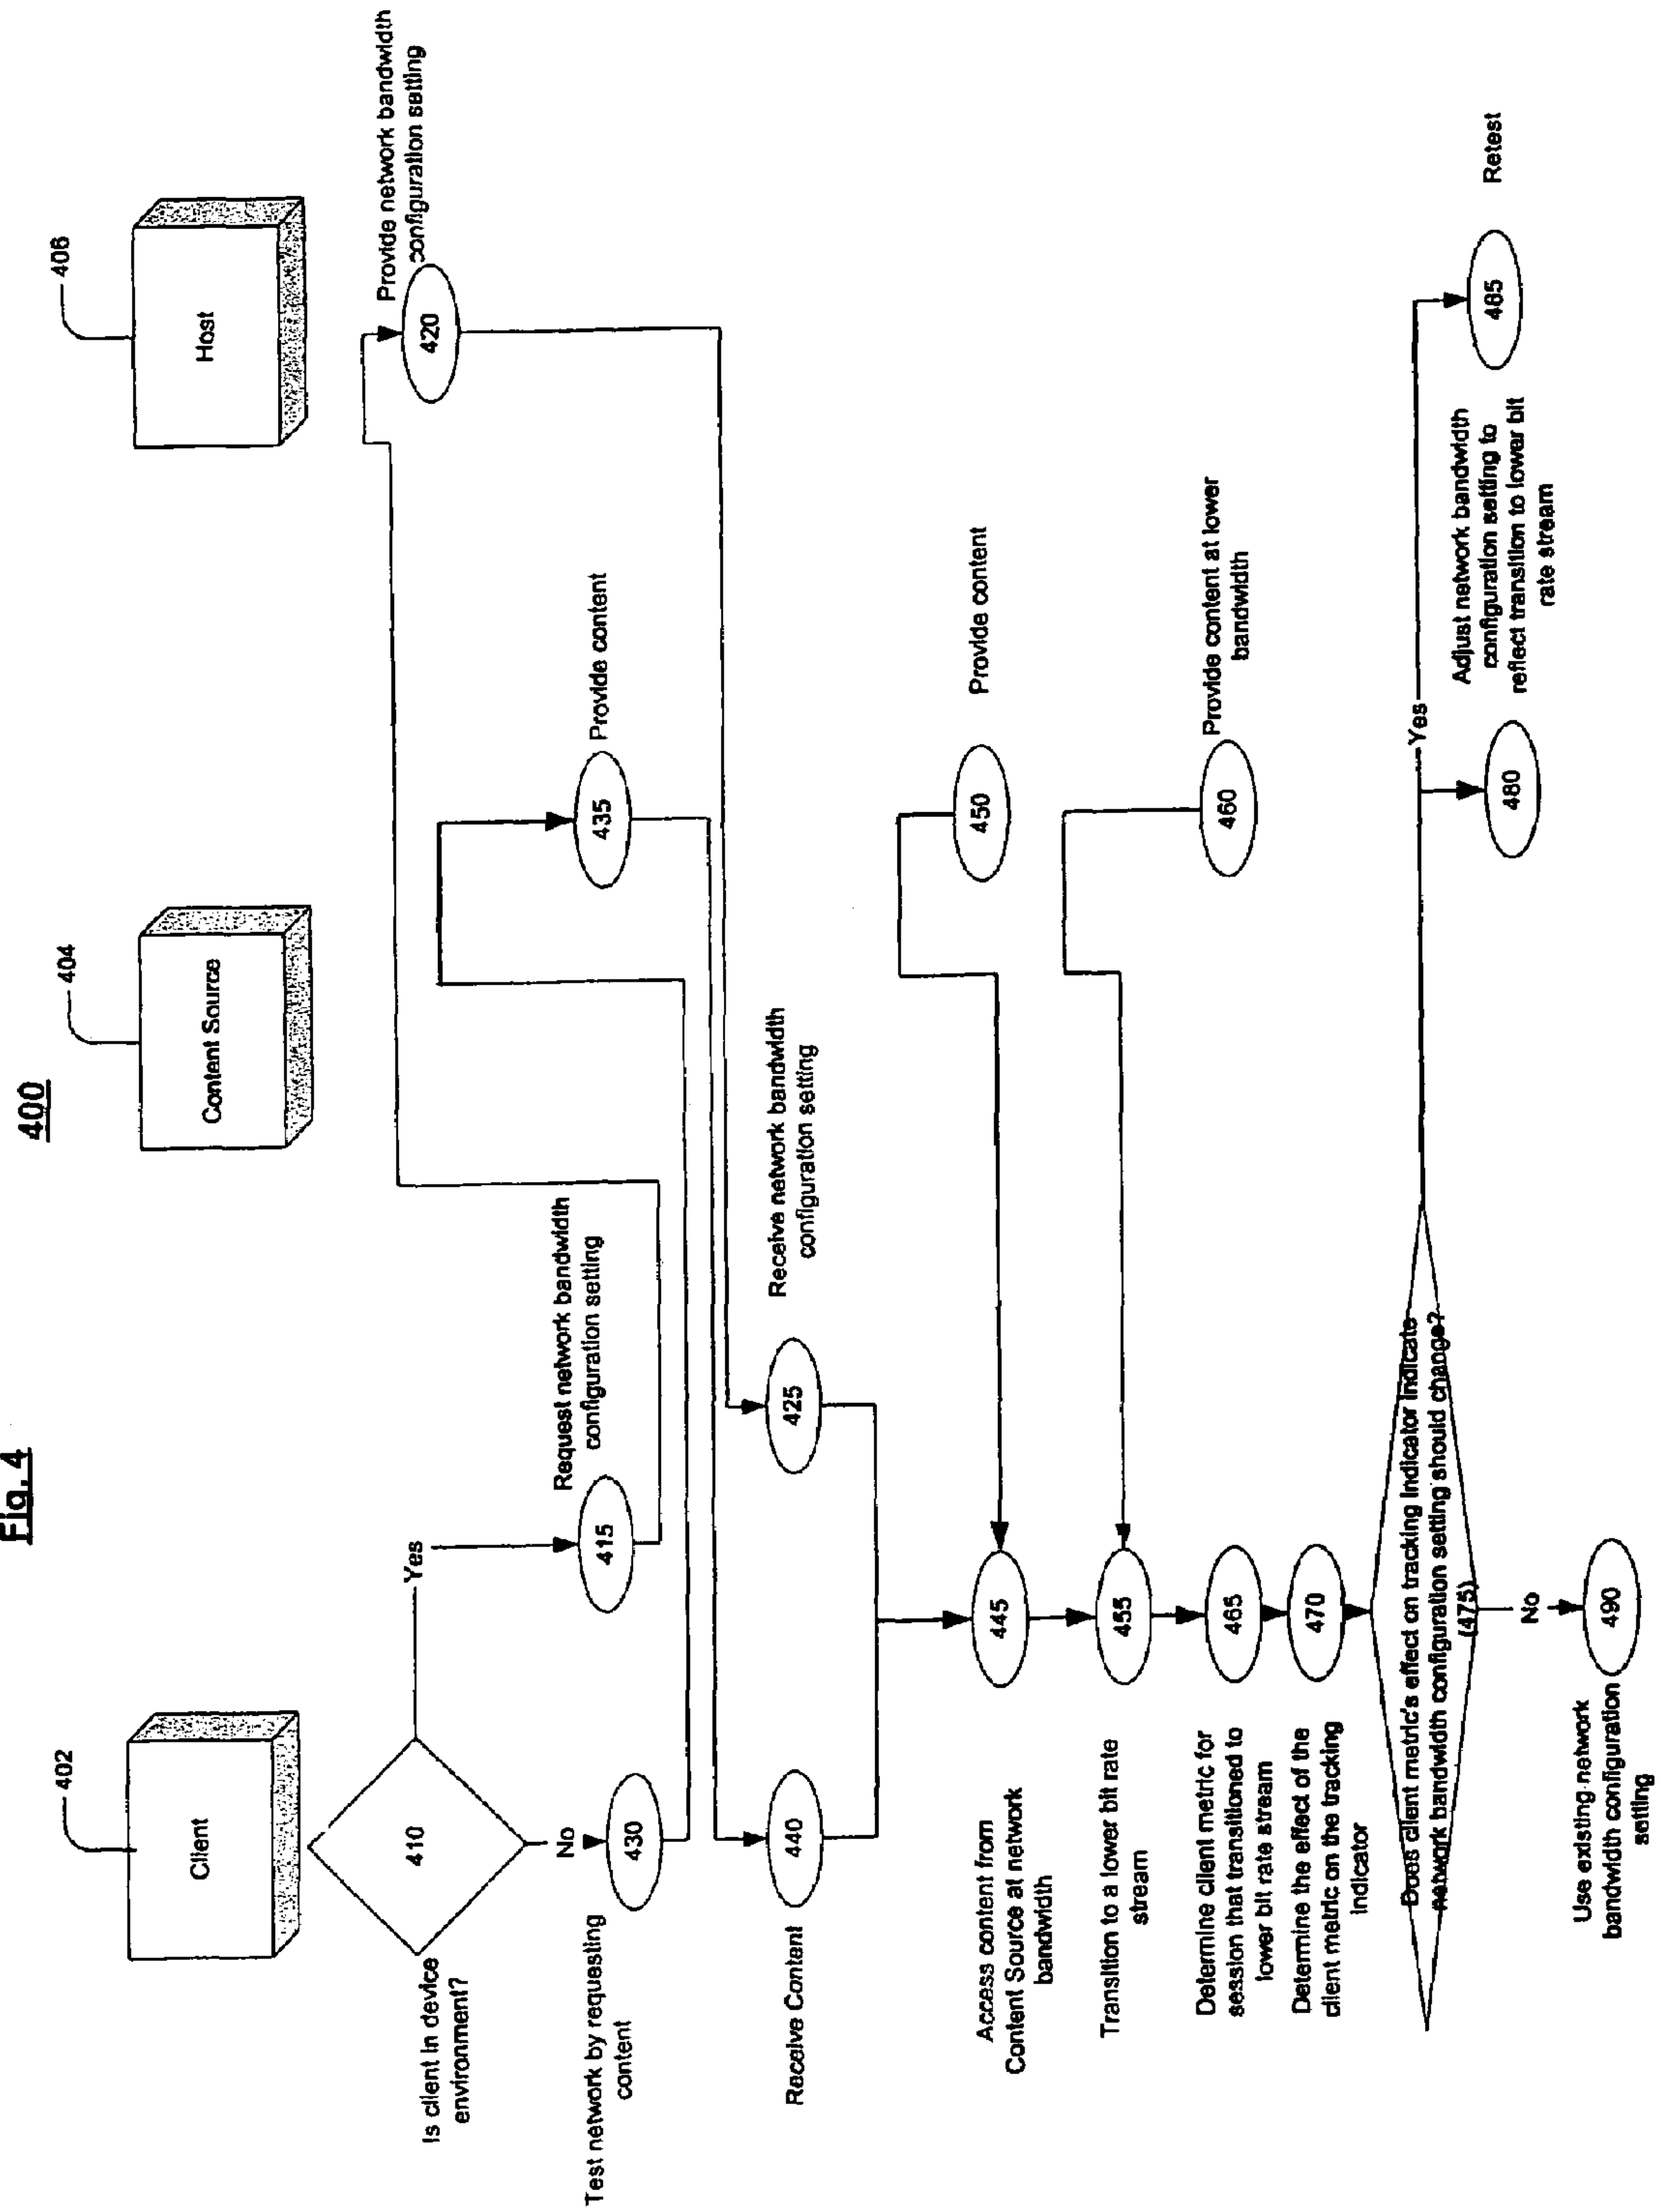 Fig. 4
400
402
404
406
Client
Content Source
Host
Is client in device
environment?
410
Yes
No
Request network bandwidth
configuration setting
415
Provide network bandwidth
configuration setting
420
Test network by requesting
content
430
435
Provide content
Receive Content
440
425
Receive network bandwidth
configuration setting
Access content from
Content Source at network
bandwidth
445
450
Provide content
Transition to a lower bit rate
stream
455
460
Provide content at lower
bandwidth
Determine client metric for
session that transitioned to
lower bit rate stream
465
Determine the effect of the
client metric on the tracking
indicator
470
Does client metric's effect on tracking indicator indicate
network bandwidth configuration setting should change?
(475)
Yes
No
480
Adjust network bandwidth
configuration setting to
reflect transition to lower bit
rate stream
485
Retest
Use existing network
bandwidth configuration
setting
490